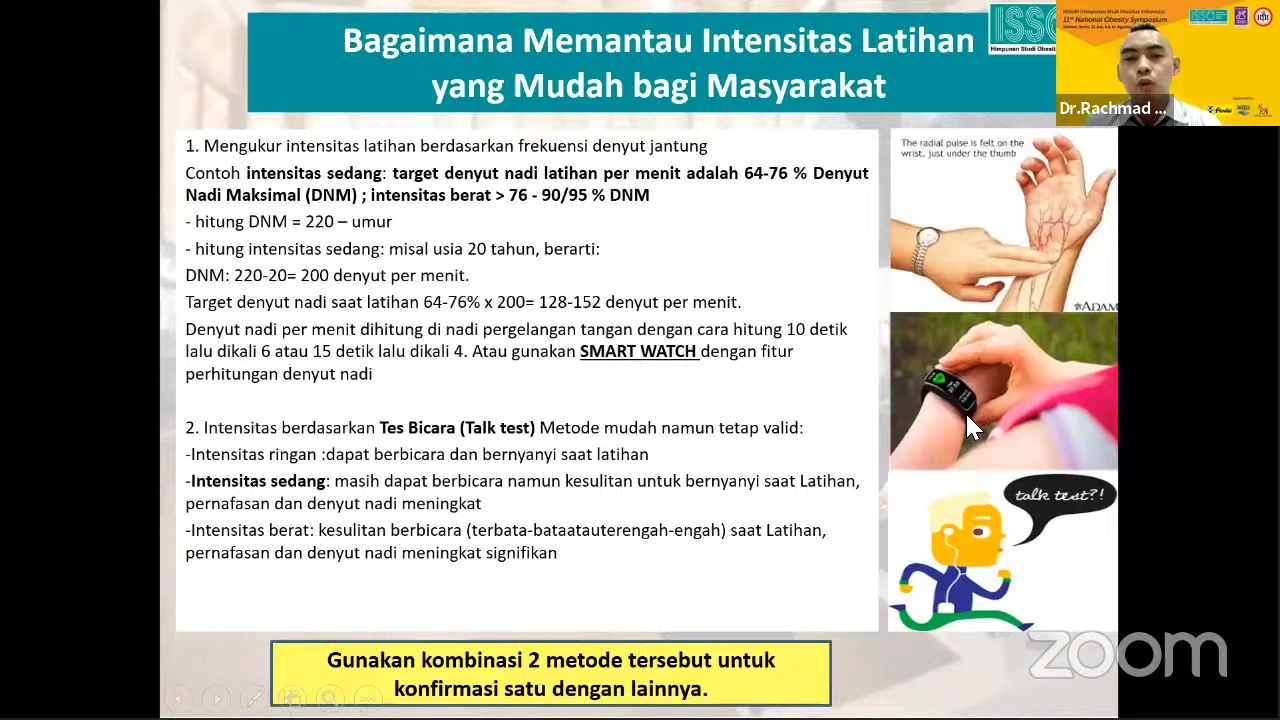 Bagaimana Memantau Intensitas Latihan
yang Mudah bagi Masyarakat
ISSO
Himpunan Studi Obesita
HISOBI (Himpunan Studi Obesitas Indonesia)
11th National Obesity Symposium
Dr.Rachmad ...
1. Mengukur intensitas latihan berdasarkan frekuensi denyut jantung
Contoh intensitas sedang: target denyut nadi latihan per menit adalah 64-76 % Denyut
Nadi Maksimal (DNM) ; intensitas berat > 76 - 90/95 % DNM
- hitung DNM = 220 – umur
- hitung intensitas sedang: misal usia 20 tahun, berarti:
DNM: 220-20= 200 denyut per menit.
Target denyut nadi saat latihan 64-76% x 200= 128-152 denyut per menit.
Denyut nadi per menit dihitung di nadi pergelangan tangan dengan cara hitung 10 detik
lalu dikali 6 atau 15 detik lalu dikali 4. Atau gunakan SMART WATCH dengan fitur
perhitungan denyut nadi
2. Intensitas berdasarkan Tes Bicara (Talk test) Metode mudah namun tetap valid:
-Intensitas ringan :dapat berbicara dan bernyanyi saat latihan
-Intensitas sedang: masih dapat berbicara namun kesulitan untuk bernyanyi saat Latihan,
pernafasan dan denyut nadi meningkat
-Intensitas berat: kesulitan berbicara (terbata-bataatauterengah-engah) saat Latihan,
pernafasan dan denyut nadi meningkat signifikan
The radial pulse is felt on the
wrist, just under the thumb
ADAM
talk test?!
Gunakan kombinasi 2 metode tersebut untuk
konfirmasi satu dengan lainnya.
zoom